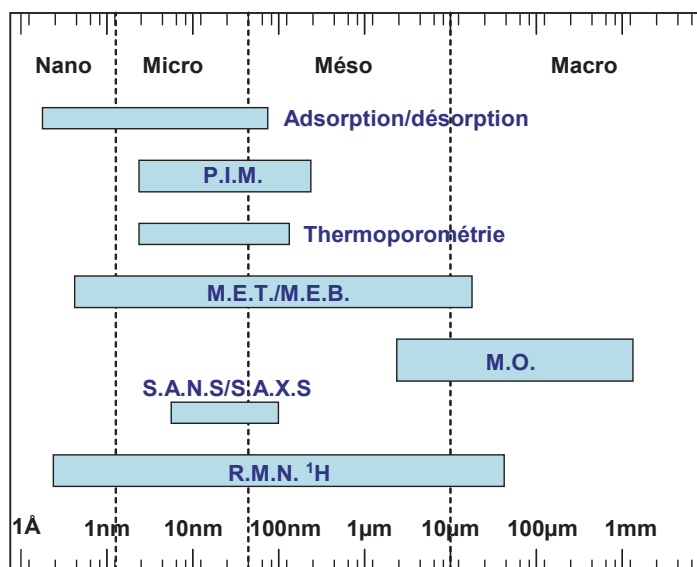 Nano Micro Méso Macro
Adsorption/désorption
P.I.M.
Thermoporométrie
M.E.T./M.E.B.
M.O.
S.A.N.S/S.A.X.S
R.M.N. ¹H
1Å 1nm 10nm 100nm 1µm 10µm 100µm 1mm